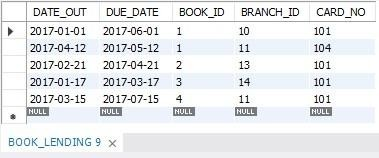 DATE_OUT DUE_DATE BOOK_ID BRANCH_ID CARD_NO
2017-01-01 2017-06-01 1 10 101
2017-04-12 2017-05-12 1 11 104
2017-02-21 2017-04-21 2 13 101
2017-01-17 2017-03-17 3 14 101
2017-03-15 2017-07-15 4 11 101
NULL NULL NULL NULL NULL
BOOK_LENDING 9 ×